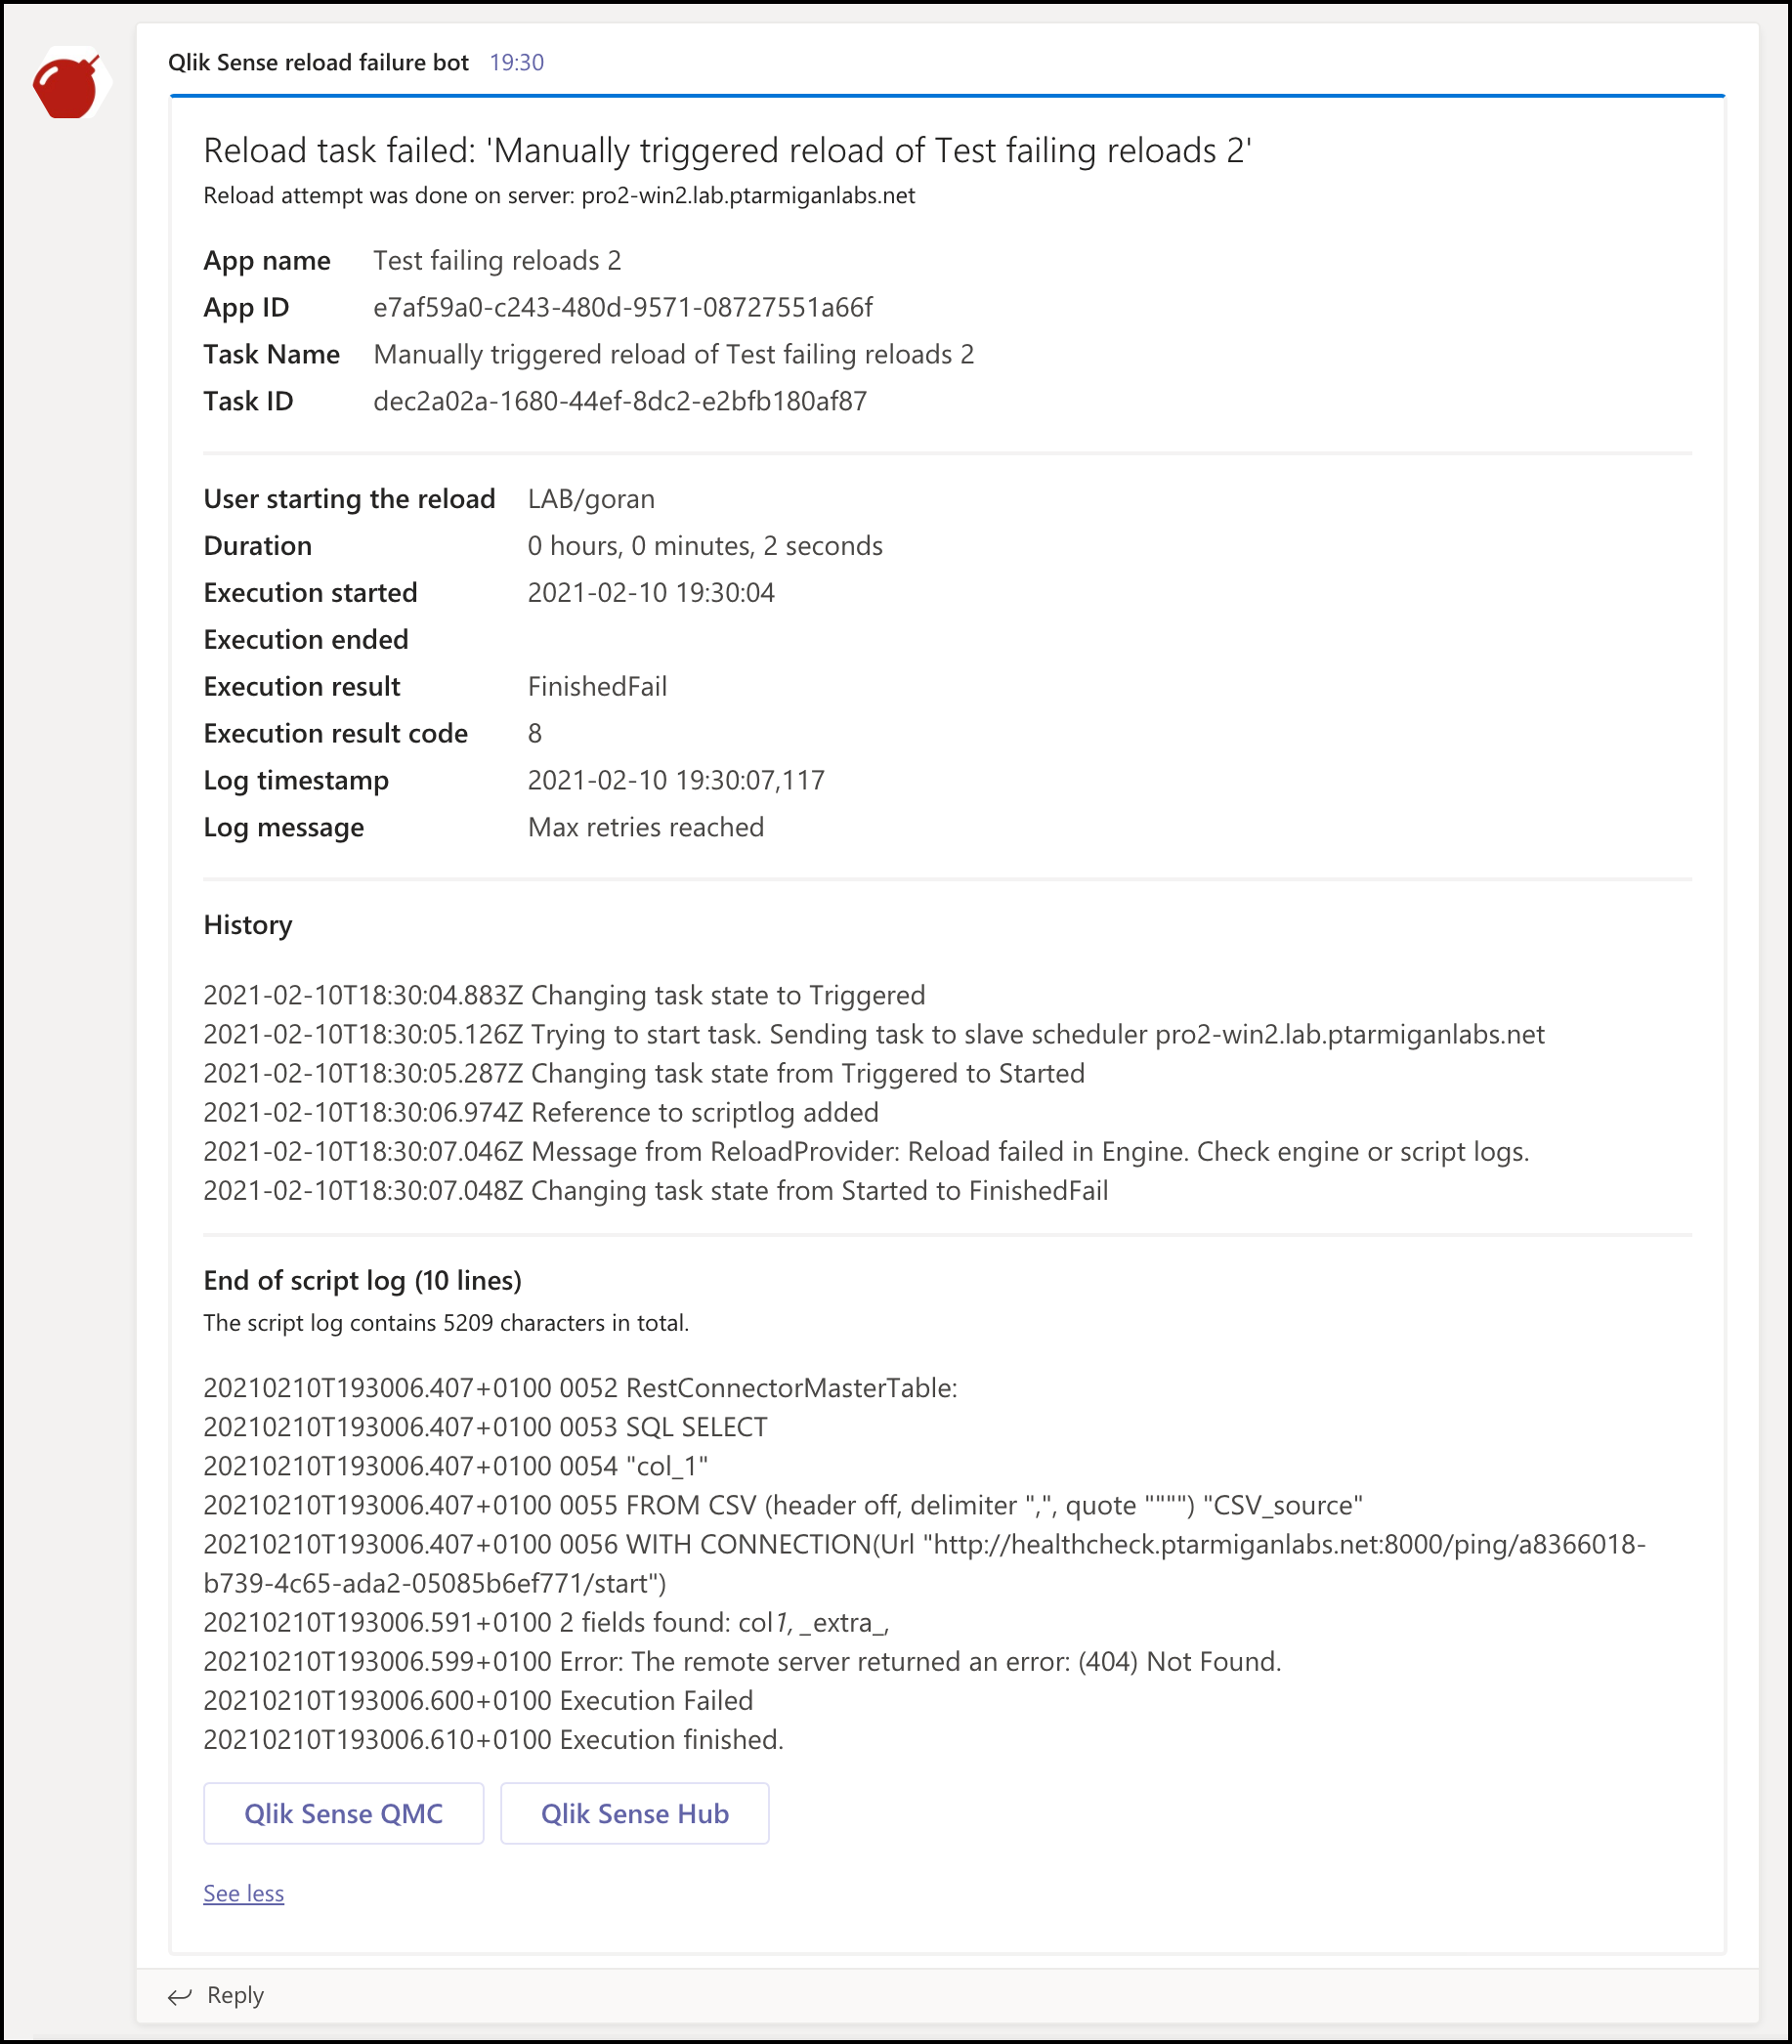 Qlik Sense reload failure bot 19:30
Reload task failed: 'Manually triggered reload of Test failing reloads 2'
Reload attempt was done on server: pro2-win2.lab.ptarmiganlabs.net
App name Test failing reloads 2
App ID e7af59a0-c243-480d-9571-08727551a66f
Task Name Manually triggered reload of Test failing reloads 2
Task ID dec2a02a-1680-44ef-8dc2-e2bfb180af87
User starting the reload LAB/goran
Duration 0 hours, 0 minutes, 2 seconds
Execution started 2021-02-10 19:30:04
Execution ended
Execution result FinishedFail
Execution result code 8
Log timestamp 2021-02-10 19:30:07,117
Log message Max retries reached
History
2021-02-10T18:30:04.883Z Changing task state to Triggered
2021-02-10T18:30:05.126Z Trying to start task. Sending task to slave scheduler pro2-win2.lab.ptarmiganlabs.net
2021-02-10T18:30:05.287Z Changing task state from Triggered to Started
2021-02-10T18:30:06.974Z Reference to scriptlog added
2021-02-10T18:30:07.046Z Message from ReloadProvider: Reload failed in Engine. Check engine or script logs.
2021-02-10T18:30:07.048Z Changing task state from Started to FinishedFail
End of script log (10 lines)
The script log contains 5209 characters in total.
20210210T193006.407+0100 0052 RestConnectorMasterTable:
20210210T193006.407+0100 0053 SQL SELECT
20210210T193006.407+0100 0054 "col_1"
20210210T193006.407+0100 0055 FROM CSV (header off, delimiter ",", quote """") "CSV_source"
20210210T193006.407+0100 0056 WITH CONNECTION(Url "http://healthcheck.ptarmiganlabs.net:8000/ping/a8366018-
b739-4c65-ada2-05085b6ef771/start")
20210210T193006.591+0100 2 fields found: col1, _extra_,
20210210T193006.599+0100 Error: The remote server returned an error: (404) Not Found.
20210210T193006.600+0100 Execution Failed
20210210T193006.610+0100 Execution finished.
Qlik Sense QMC Qlik Sense Hub
See less
Reply